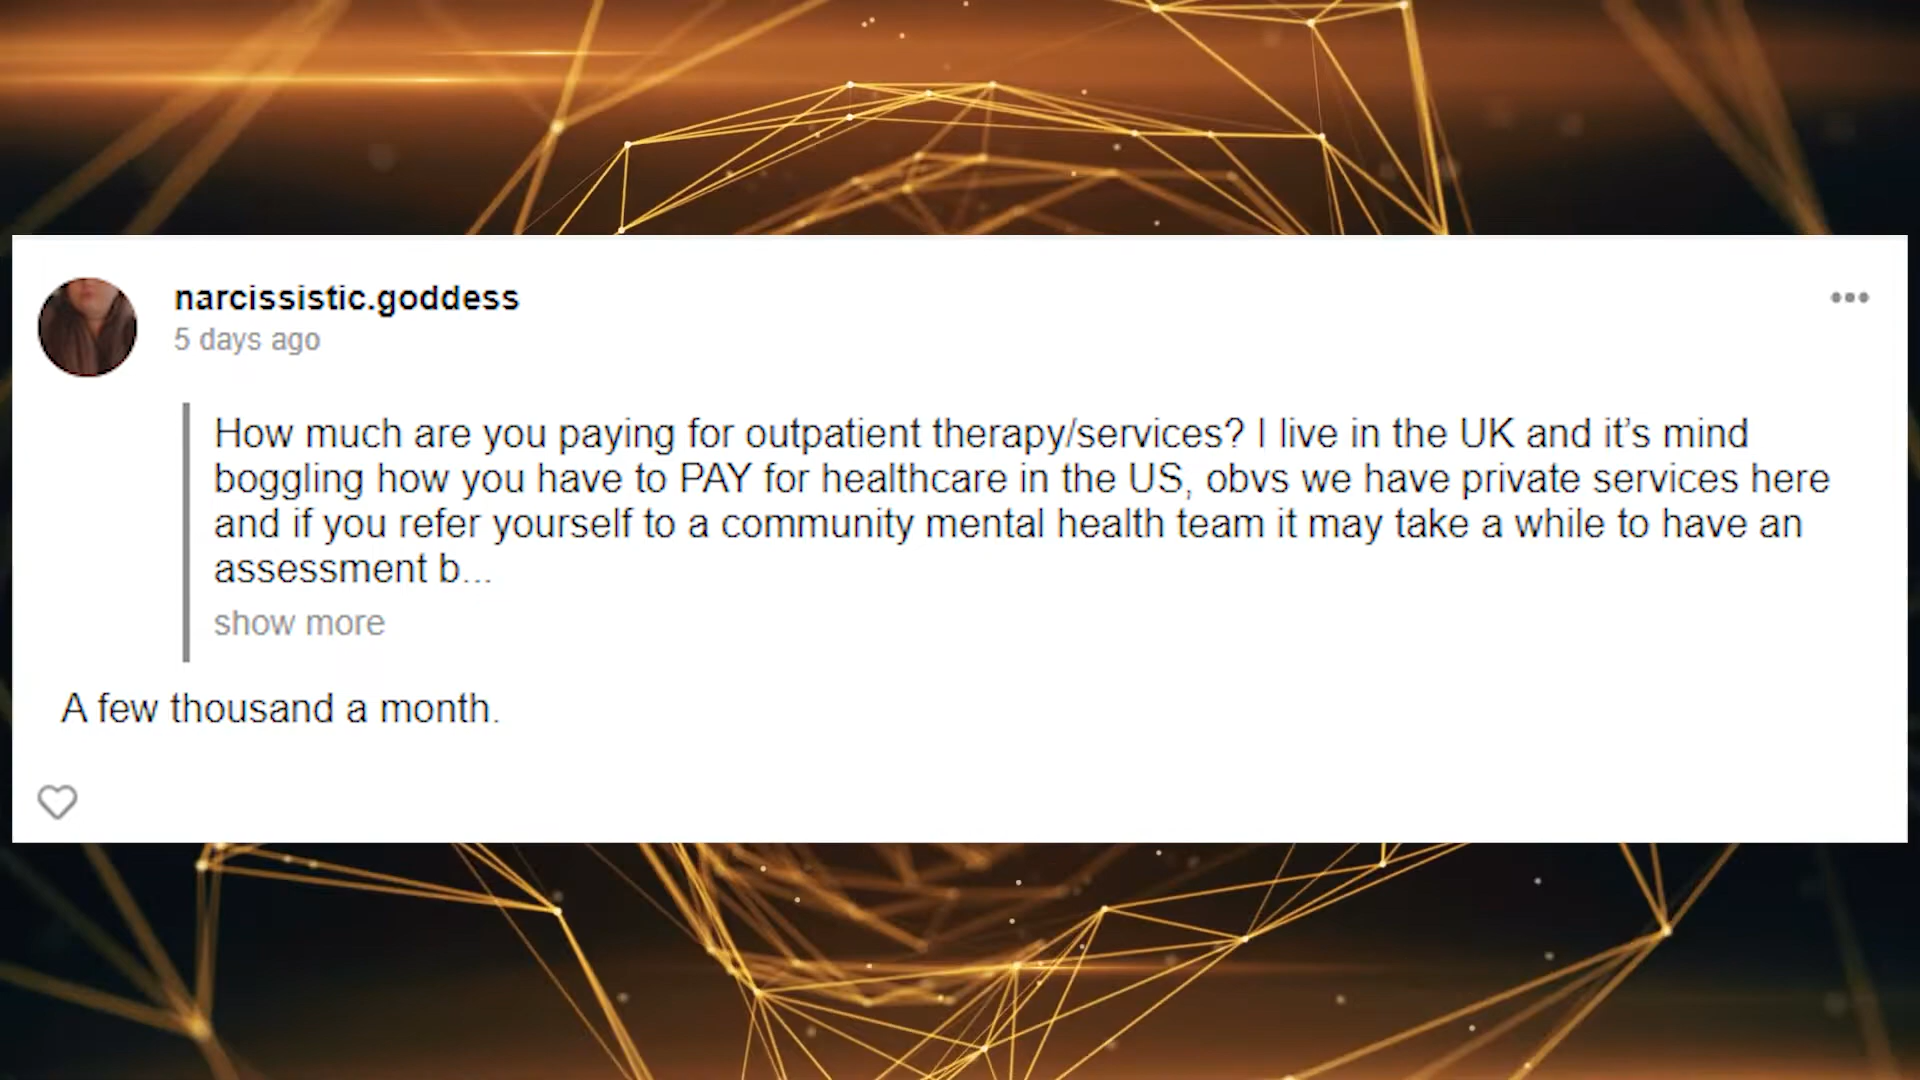 narcissistic.goddess
5 days ago
How much are you paying for outpatient therapy/services? I live in the UK and it’s mind
boggling how you have to PAY for healthcare in the US, obvs we have private services here
and if you refer yourself to a community mental health team it may take a while to have an
assessment b...
show more
A few thousand a month.